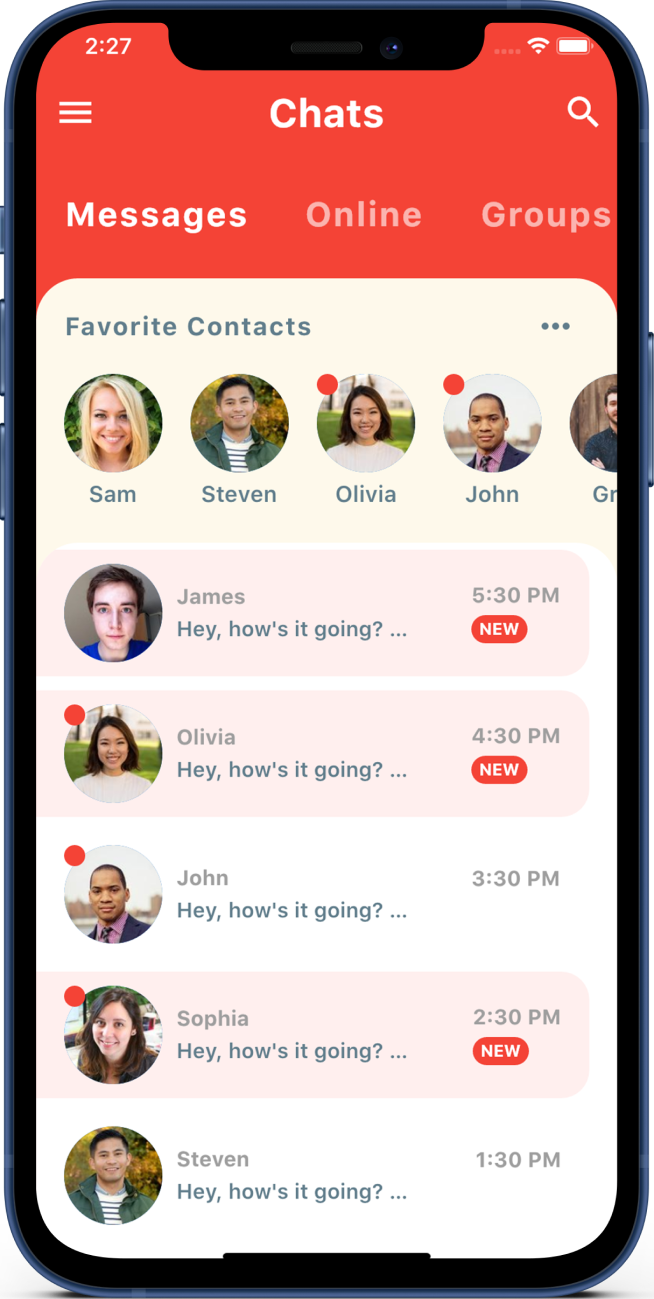 2:27
Chats
Messages Online Groups
Favorite Contacts
Sam Steven Olivia John Gr
James 5:30 PM
Hey, how's it going? ... NEW
Olivia 4:30 PM
Hey, how's it going? ... NEW
John 3:30 PM
Hey, how's it going? ...
Sophia 2:30 PM
Hey, how's it going? ... NEW
Steven 1:30 PM
Hey, how's it going? ...